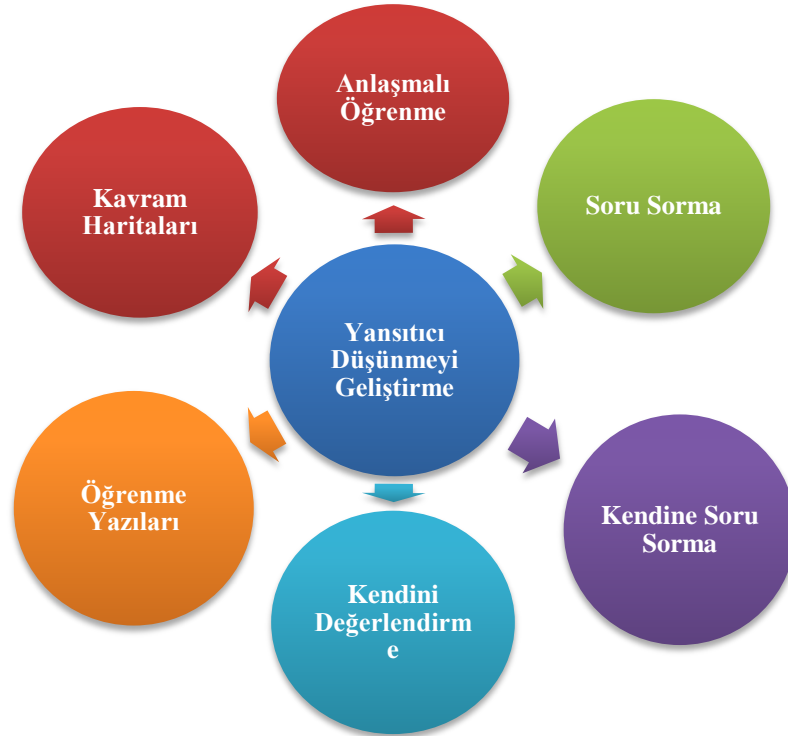 Anlaşmalı
Öğrenme
Kavram
Haritaları
Soru Sorma
Yansıtıcı
Düşünmeyi
Geliştirme
Öğrenme
Yazıları
Kendine Soru
Sorma
Kendini
Değerlendirm
e